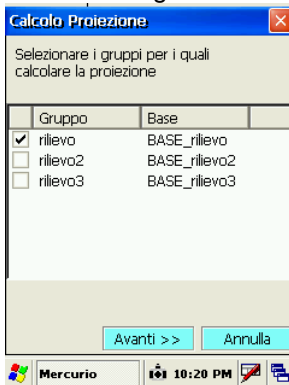 Calcolo Proiezione
Selezionare i gruppi per i quali
calcolare la proiezione
Gruppo Base
rilievo BASE_rilievo
rilievo2 BASE_rilievo2
rilievo3 BASE_rilievo3
Avanti >> Annulla
Mercurio 10:20 PM